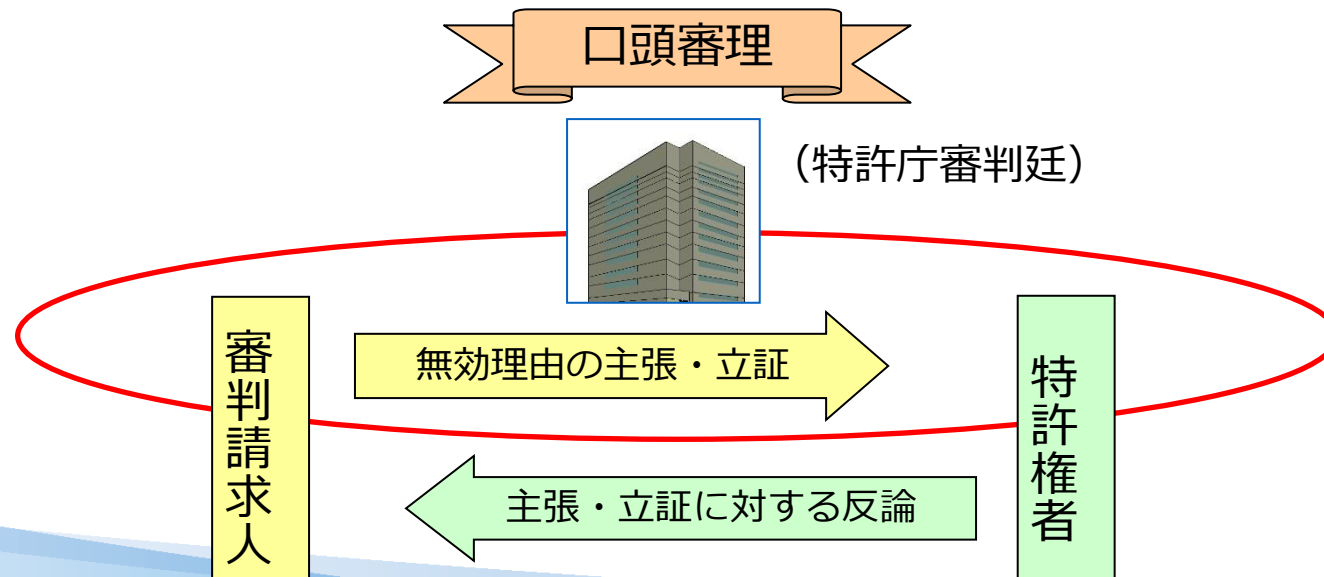 口頭審理
（特許庁審判廷）
審判請求人
無効理由の主張・立証
特許権者
主張・立証に対する反論